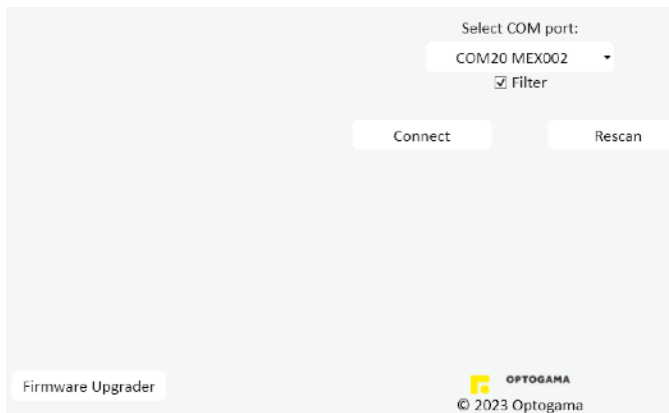 Select COM port:
COM20 MEX002
Filter
Connect
Rescan
Firmware Upgrader
OPTOGAMA
© 2023 Optogama